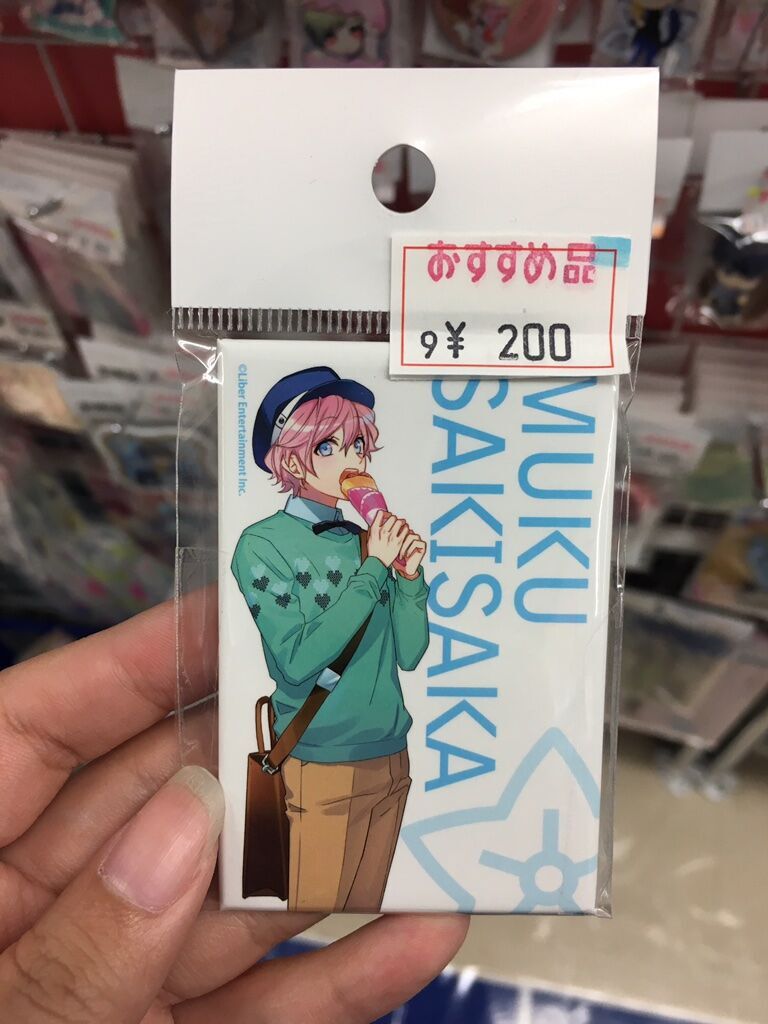 おすすめ品
9¥ 200
©Liber Entertainment Inc.
MUKU
SAKISAKA